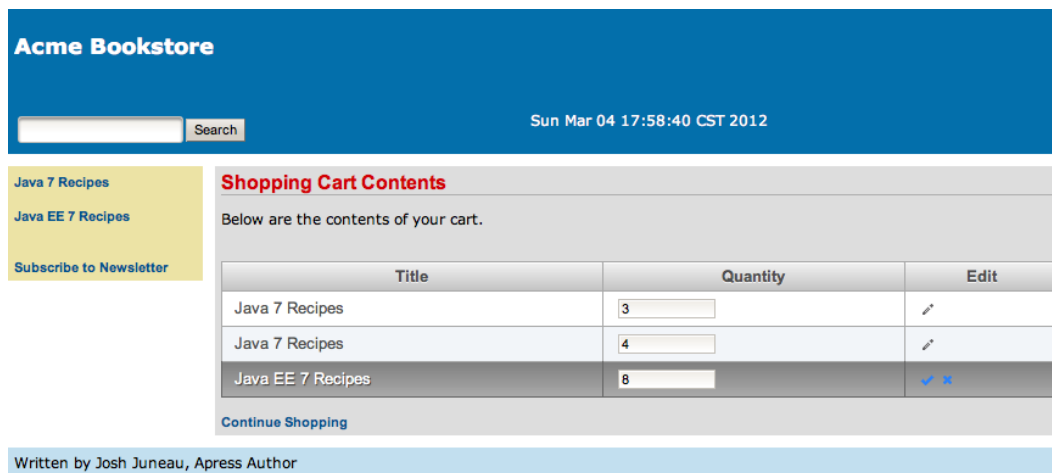 Acme Bookstore
Search
Sun Mar 04 17:58:40 CST 2012
Java 7 Recipes
Java EE 7 Recipes
Subscribe to Newsletter
Shopping Cart Contents
Below are the contents of your cart.
Title Quantity Edit
Java 7 Recipes 3
Java 7 Recipes 4
Java EE 7 Recipes 8
Continue Shopping
Written by Josh Juneau, Apress Author